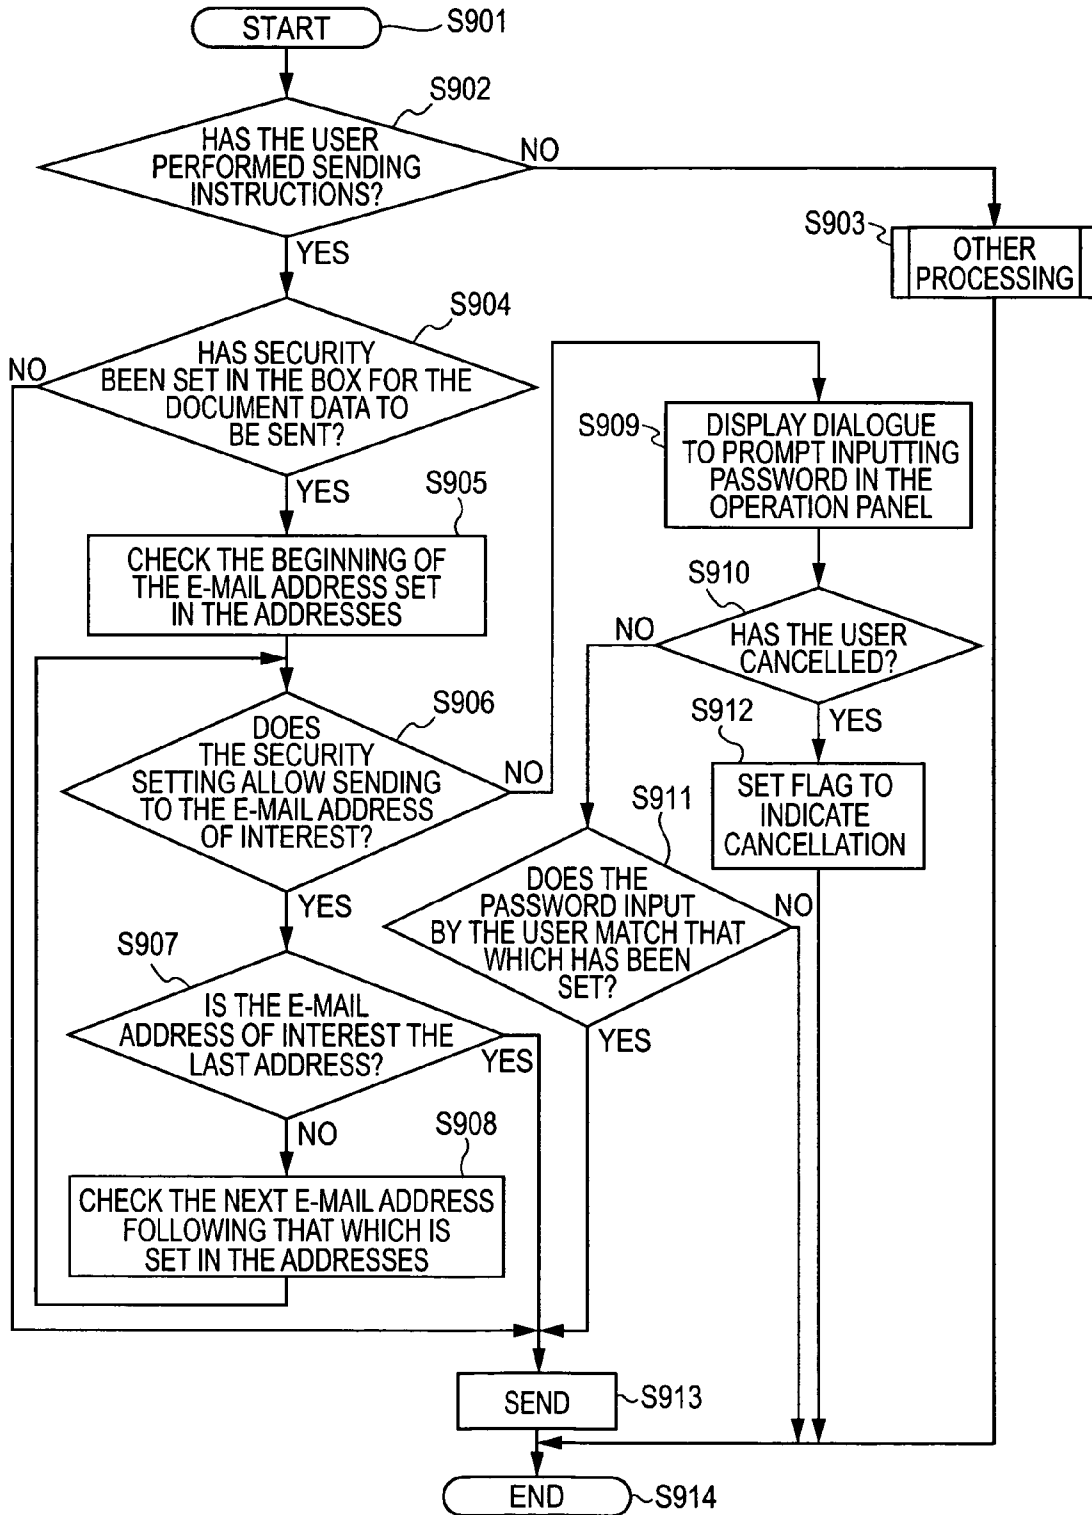 START
S901
S902
HAS THE USER
PERFORMED SENDING
INSTRUCTIONS?
NO
YES
S903
OTHER
PROCESSING
S904
HAS SECURITY
BEEN SET IN THE BOX FOR THE
DOCUMENT DATA TO
BE SENT?
NO
YES
S905
CHECK THE BEGINNING OF
THE E-MAIL ADDRESS SET
IN THE ADDRESSES
S906
DOES
THE SECURITY
SETTING ALLOW SENDING
TO THE E-MAIL ADDRESS
OF INTEREST?
NO
YES
S907
IS THE E-MAIL
ADDRESS OF INTEREST THE
LAST ADDRESS?
YES
NO
S908
CHECK THE NEXT E-MAIL ADDRESS
FOLLOWING THAT WHICH IS
SET IN THE ADDRESSES
S909
DISPLAY DIALOGUE
TO PROMPT INPUTTING
PASSWORD IN THE
OPERATION PANEL
S910
HAS THE USER
CANCELLED?
NO
YES
S912
SET FLAG TO
INDICATE
CANCELLATION
S911
DOES THE
PASSWORD INPUT
BY THE USER MATCH THAT
WHICH HAS BEEN
SET?
NO
YES
SEND
S913
END
S914